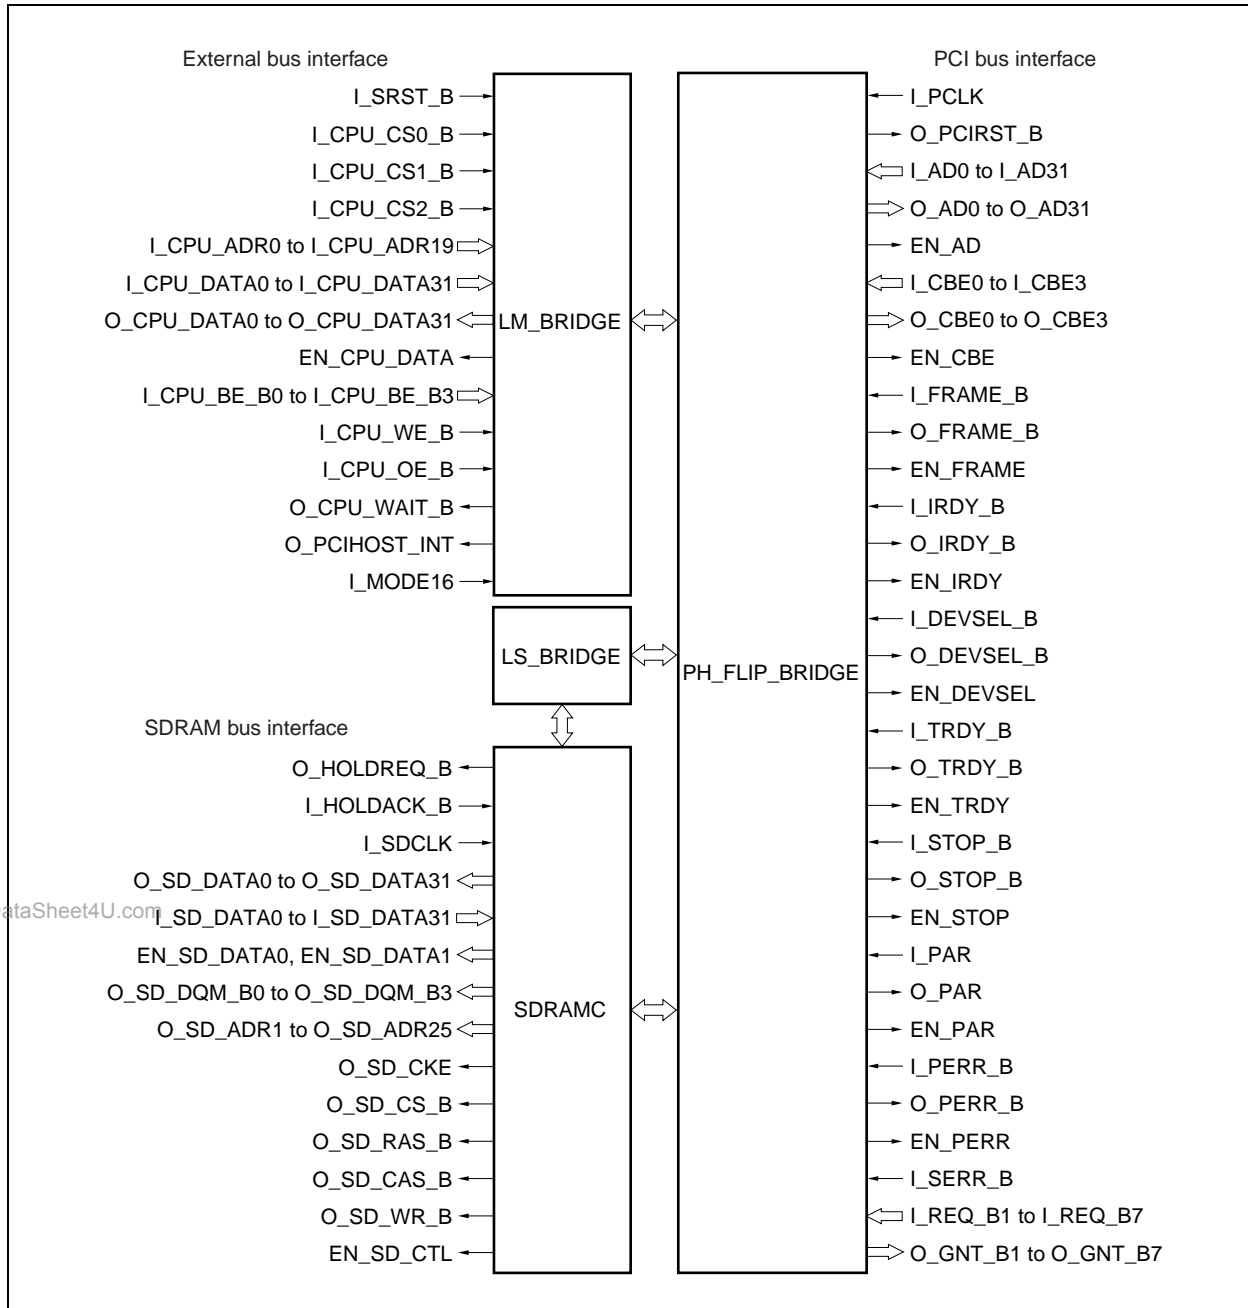 External bus interface
I_SRST_B
I_CPU_CS0_B
I_CPU_CS1_B
I_CPU_CS2_B
I_CPU_ADR0 to I_CPU_ADR19
I_CPU_DATA0 to I_CPU_DATA31
O_CPU_DATA0 to O_CPU_DATA31
EN_CPU_DATA
I_CPU_BE_B0 to I_CPU_BE_B3
I_CPU_WE_B
I_CPU_OE_B
O_CPU_WAIT_B
O_PCIHOST_INT
I_MODE16
LM_BRIDGE
LS_BRIDGE
SDRAM bus interface
O_HOLDREQ_B
I_HOLDACK_B
I_SDCLK
O_SD_DATA0 to O_SD_DATA31
I_SD_DATA0 to I_SD_DATA31
EN_SD_DATA0, EN_SD_DATA1
O_SD_DQM_B0 to O_SD_DQM_B3
O_SD_ADR1 to O_SD_ADR25
O_SD_CKE
O_SD_CS_B
O_SD_RAS_B
O_SD_CAS_B
O_SD_WR_B
EN_SD_CTL
SDRAMC
PH_FLIP_BRIDGE
PCI bus interface
I_PCLK
O_PCIRST_B
I_AD0 to I_AD31
O_AD0 to O_AD31
EN_AD
I_CBE0 to I_CBE3
O_CBE0 to O_CBE3
EN_CBE
I_FRAME_B
O_FRAME_B
EN_FRAME
I_IRDY_B
O_IRDY_B
EN_IRDY
I_DEVSEL_B
O_DEVSEL_B
EN_DEVSEL
I_TRDY_B
O_TRDY_B
EN_TRDY
I_STOP_B
O_STOP_B
EN_STOP
I_PAR
O_PAR
EN_PAR
I_PERR_B
O_PERR_B
EN_PERR
I_SERR_B
I_REQ_B1 to I_REQ_B7
O_GNT_B1 to O_GNT_B7
ataSheet4U.com